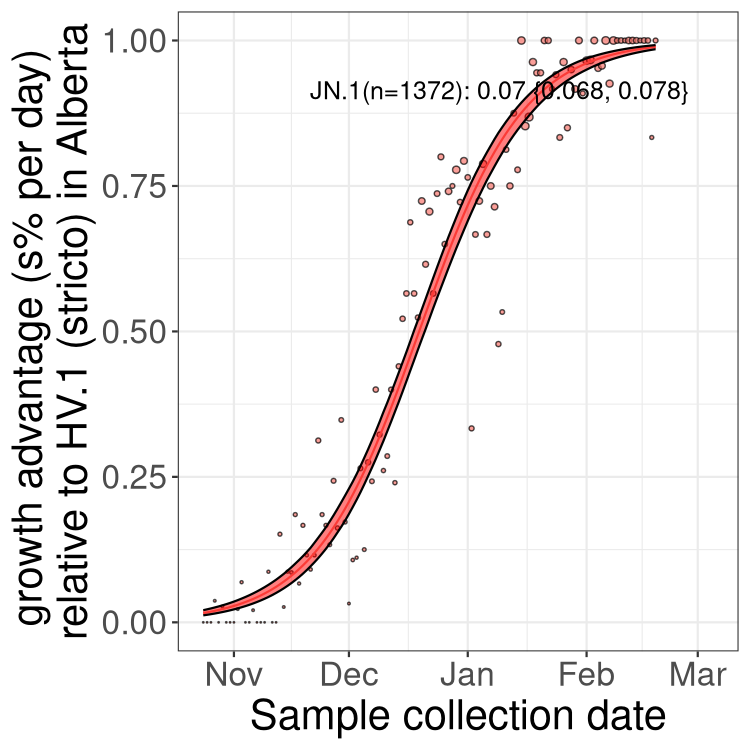 growth advantage (s% per day)
relative to HV.1 (stricto) in Alberta
1.00
0.75
0.50
0.25
0.00
JN.1(n=1372): 0.07 {0.068, 0.078}
Nov Dec Jan Feb Mar
Sample collection date